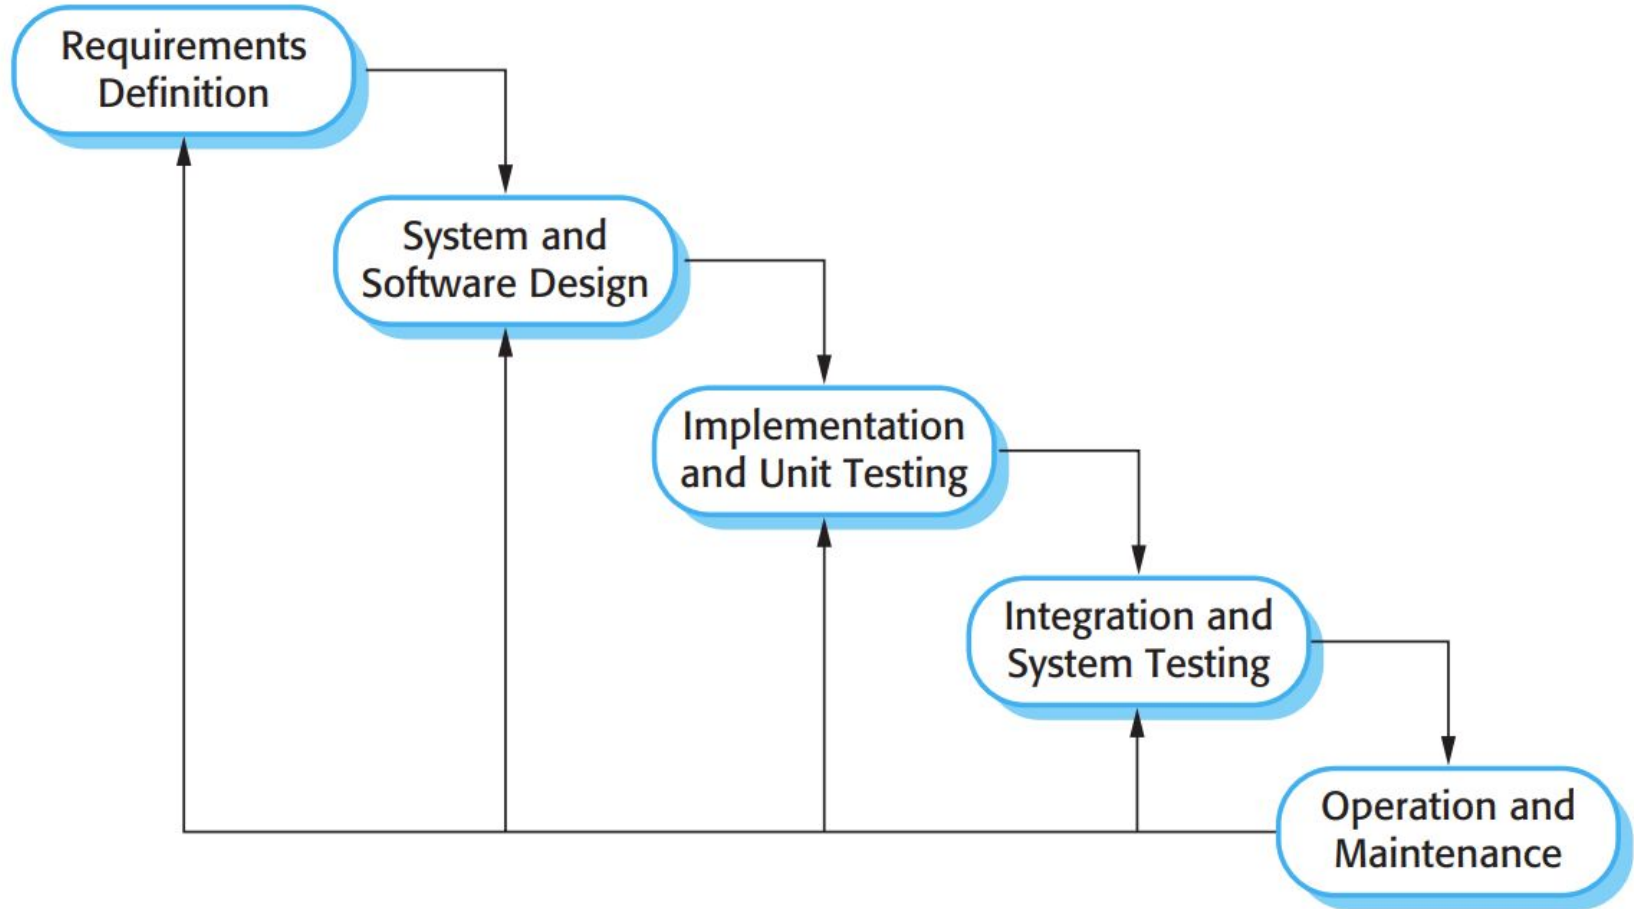 Requirements
Definition
System and
Software Design
Implementation
and Unit Testing
Integration and
System Testing
Operation and
Maintenance